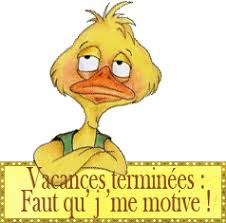 Vacances,terminées :
Faut qu' j 'me motive !